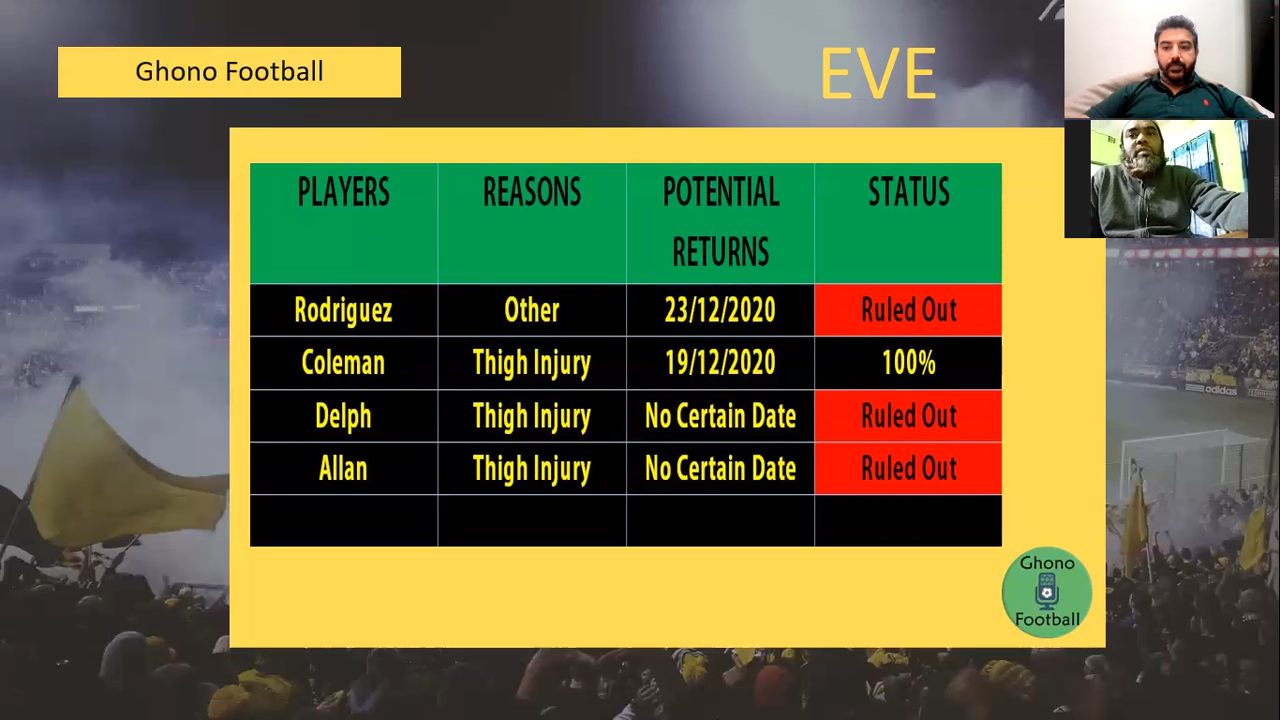 Ghono Football
EVE
PLAYERS REASONS POTENTIAL RETURNS STATUS
Rodriguez Other 23/12/2020 Ruled Out
Coleman Thigh Injury 19/12/2020 100%
Delph Thigh Injury No Certain Date Ruled Out
Allan Thigh Injury No Certain Date Ruled Out
adidas
Ghono
Football